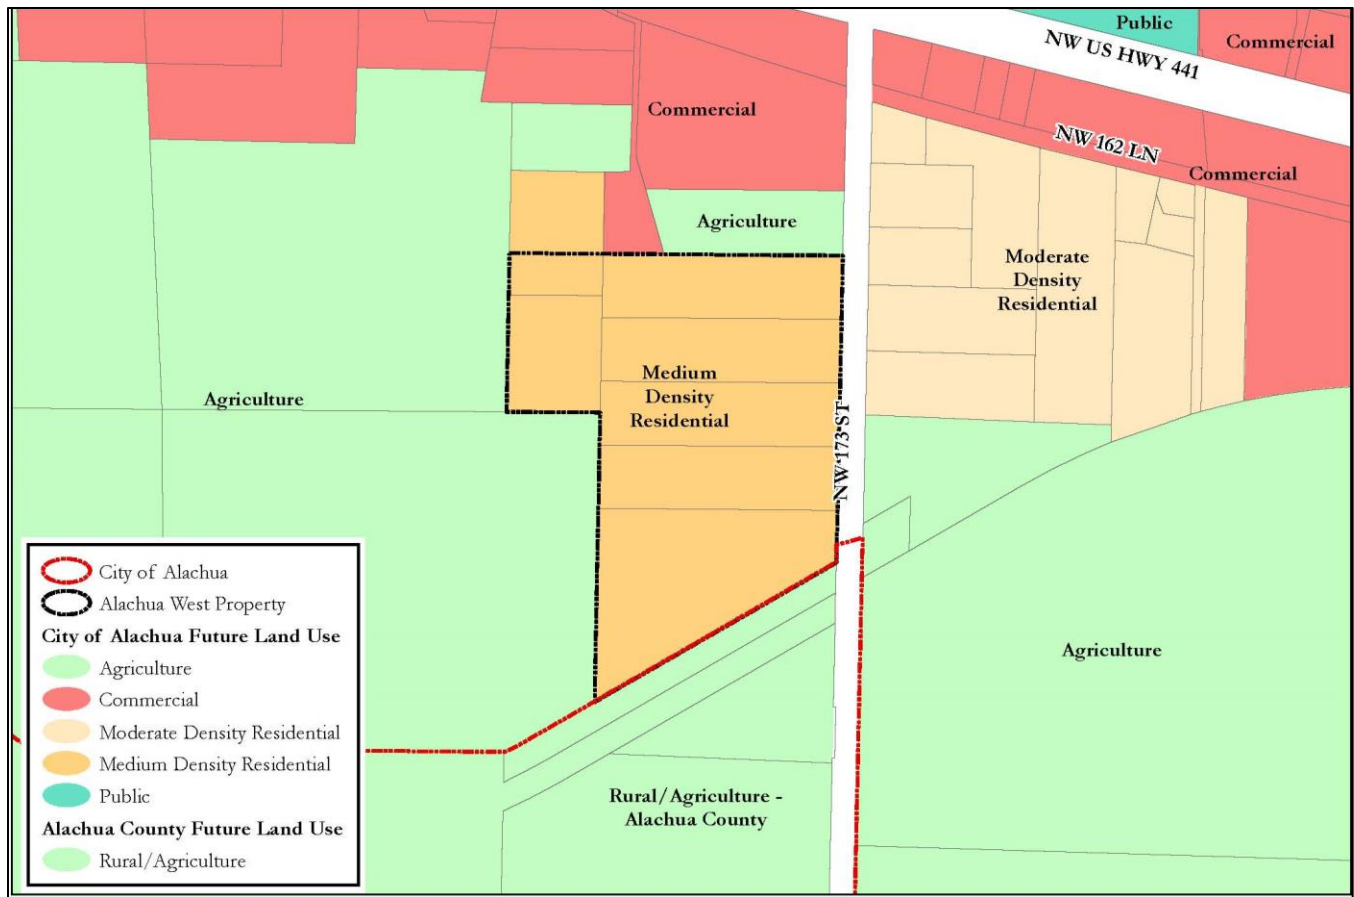 Public
Commercial
NW US HWY 441
Commercial
NW 162 LN
Commercial
Agriculture
Moderate
Density
Residential
Medium
Density
Residential
Agriculture
NW 173 ST
Agriculture
Rural/Agriculture -
Alachua County
City of Alachua
Alachua West Property
City of Alachua Future Land Use
Agriculture
Commercial
Moderate Density Residential
Medium Density Residential
Public
Alachua County Future Land Use
Rural/Agriculture